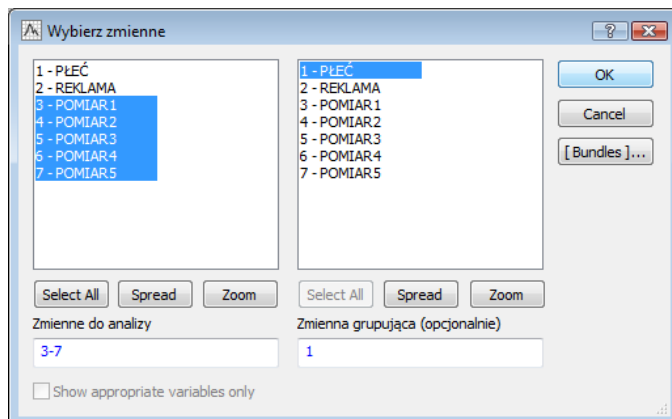 Wybierz zmienne
1 - PŁEĆ
2 - REKLAMA
3 - POMIAR1
4 - POMIAR2
5 - POMIAR3
6 - POMIAR4
7 - POMIAR5
1 - PŁEĆ
2 - REKLAMA
3 - POMIAR1
4 - POMIAR2
5 - POMIAR3
6 - POMIAR4
7 - POMIAR5
OK
Cancel
[ Bundles ]...
Select All Spread Zoom
Select All Spread Zoom
Zmienne do analizy
Zmienna grupująca (opcjonalnie)
3-7
1
Show appropriate variables only